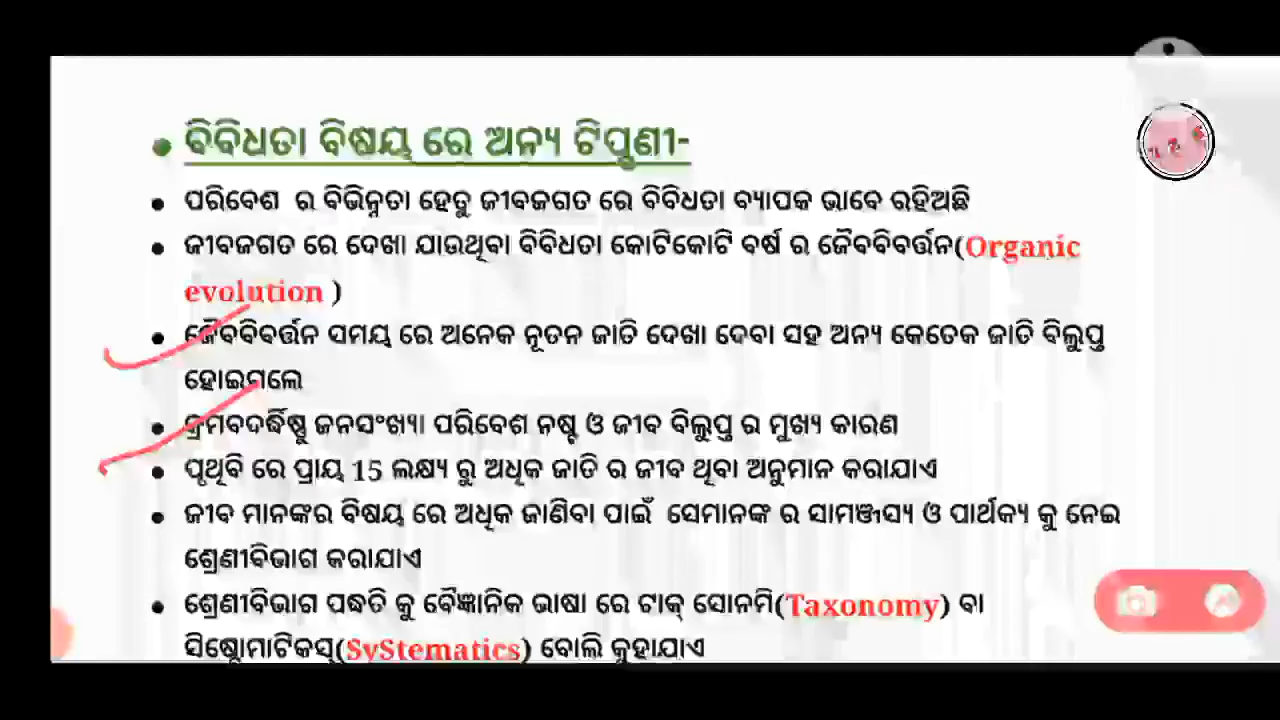 • ବିବିଧତା ବିଷୟ ରେ ଅନ୍ୟ ଟିପ୍ପଣୀ-
• ପରିବେଶ ର ବିଭିନ୍ନତା ହେତୁ ଜୀବଜଗତ ରେ ବିବିଧତା ବ୍ୟାପକ ଭାବେ ରହିଅଛି
• ଜୀବଜଗତ ରେ ଦେଖା ଯାଉଥିବା ବିବିଧତା କୋଟିକୋଟି ବର୍ଷ ର ଜୈବବିବର୍ତ୍ତନ(Organic
evolution )
• ଜୈବବିବର୍ତ୍ତନ ସମୟ ରେ ଅନେକ ନୂତନ ଜାତି ଦେଖା ଦେବା ସହ ଅନ୍ୟ କେତେକ ଜାତି ବିଲୁପ୍ତ
ହୋଇଗଲେ
• ଜନସଂଖ୍ୟା ପରିବେଶ ନଷ୍ଟ ଓ ଜୀବ ବିଲୁପ୍ତ ର ମୁଖ୍ୟ କାରଣ
• ପୃଥିବି ରେ ପ୍ରାୟ 15 ଲକ୍ଷ୍ୟ ରୁ ଅଧିକ ଜାତି ର ଜୀବ ଥିବା ଅନୁମାନ କରାଯାଏ
• ଜୀବ ମାନଙ୍କର ବିଷୟ ରେ ଅଧିକ ଜାଣିବା ପାଇଁ ସେମାନଙ୍କ ର ସାମଞ୍ଜସ୍ୟ ଓ ପାର୍ଥକ୍ୟ କୁ ନେଇ
ଶ୍ରେଣୀବିଭାଗ କରାଯାଏ
• ଶ୍ରେଣୀବିଭାଗ ପଦ୍ଧତି କୁ ବୈଜ୍ଞାନିକ ଭାଷା ରେ ଟାକ୍ ସୋନମି(Taxonomy) ବା
ସିଷ୍ଟୋମାଟିକସ୍(SyStematics) ବୋଲି କୁହାଯାଏ